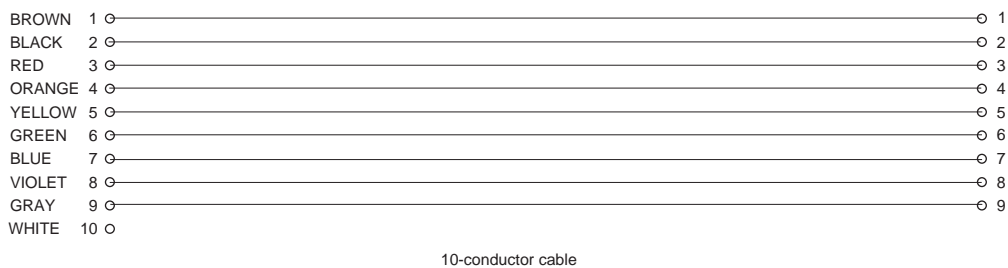 BROWN 1 1
BLACK 2 2
RED 3 3
ORANGE 4 4
YELLOW 5 5
GREEN 6 6
BLUE 7 7
VIOLET 8 8
GRAY 9 9
WHITE 10
10-conductor cable